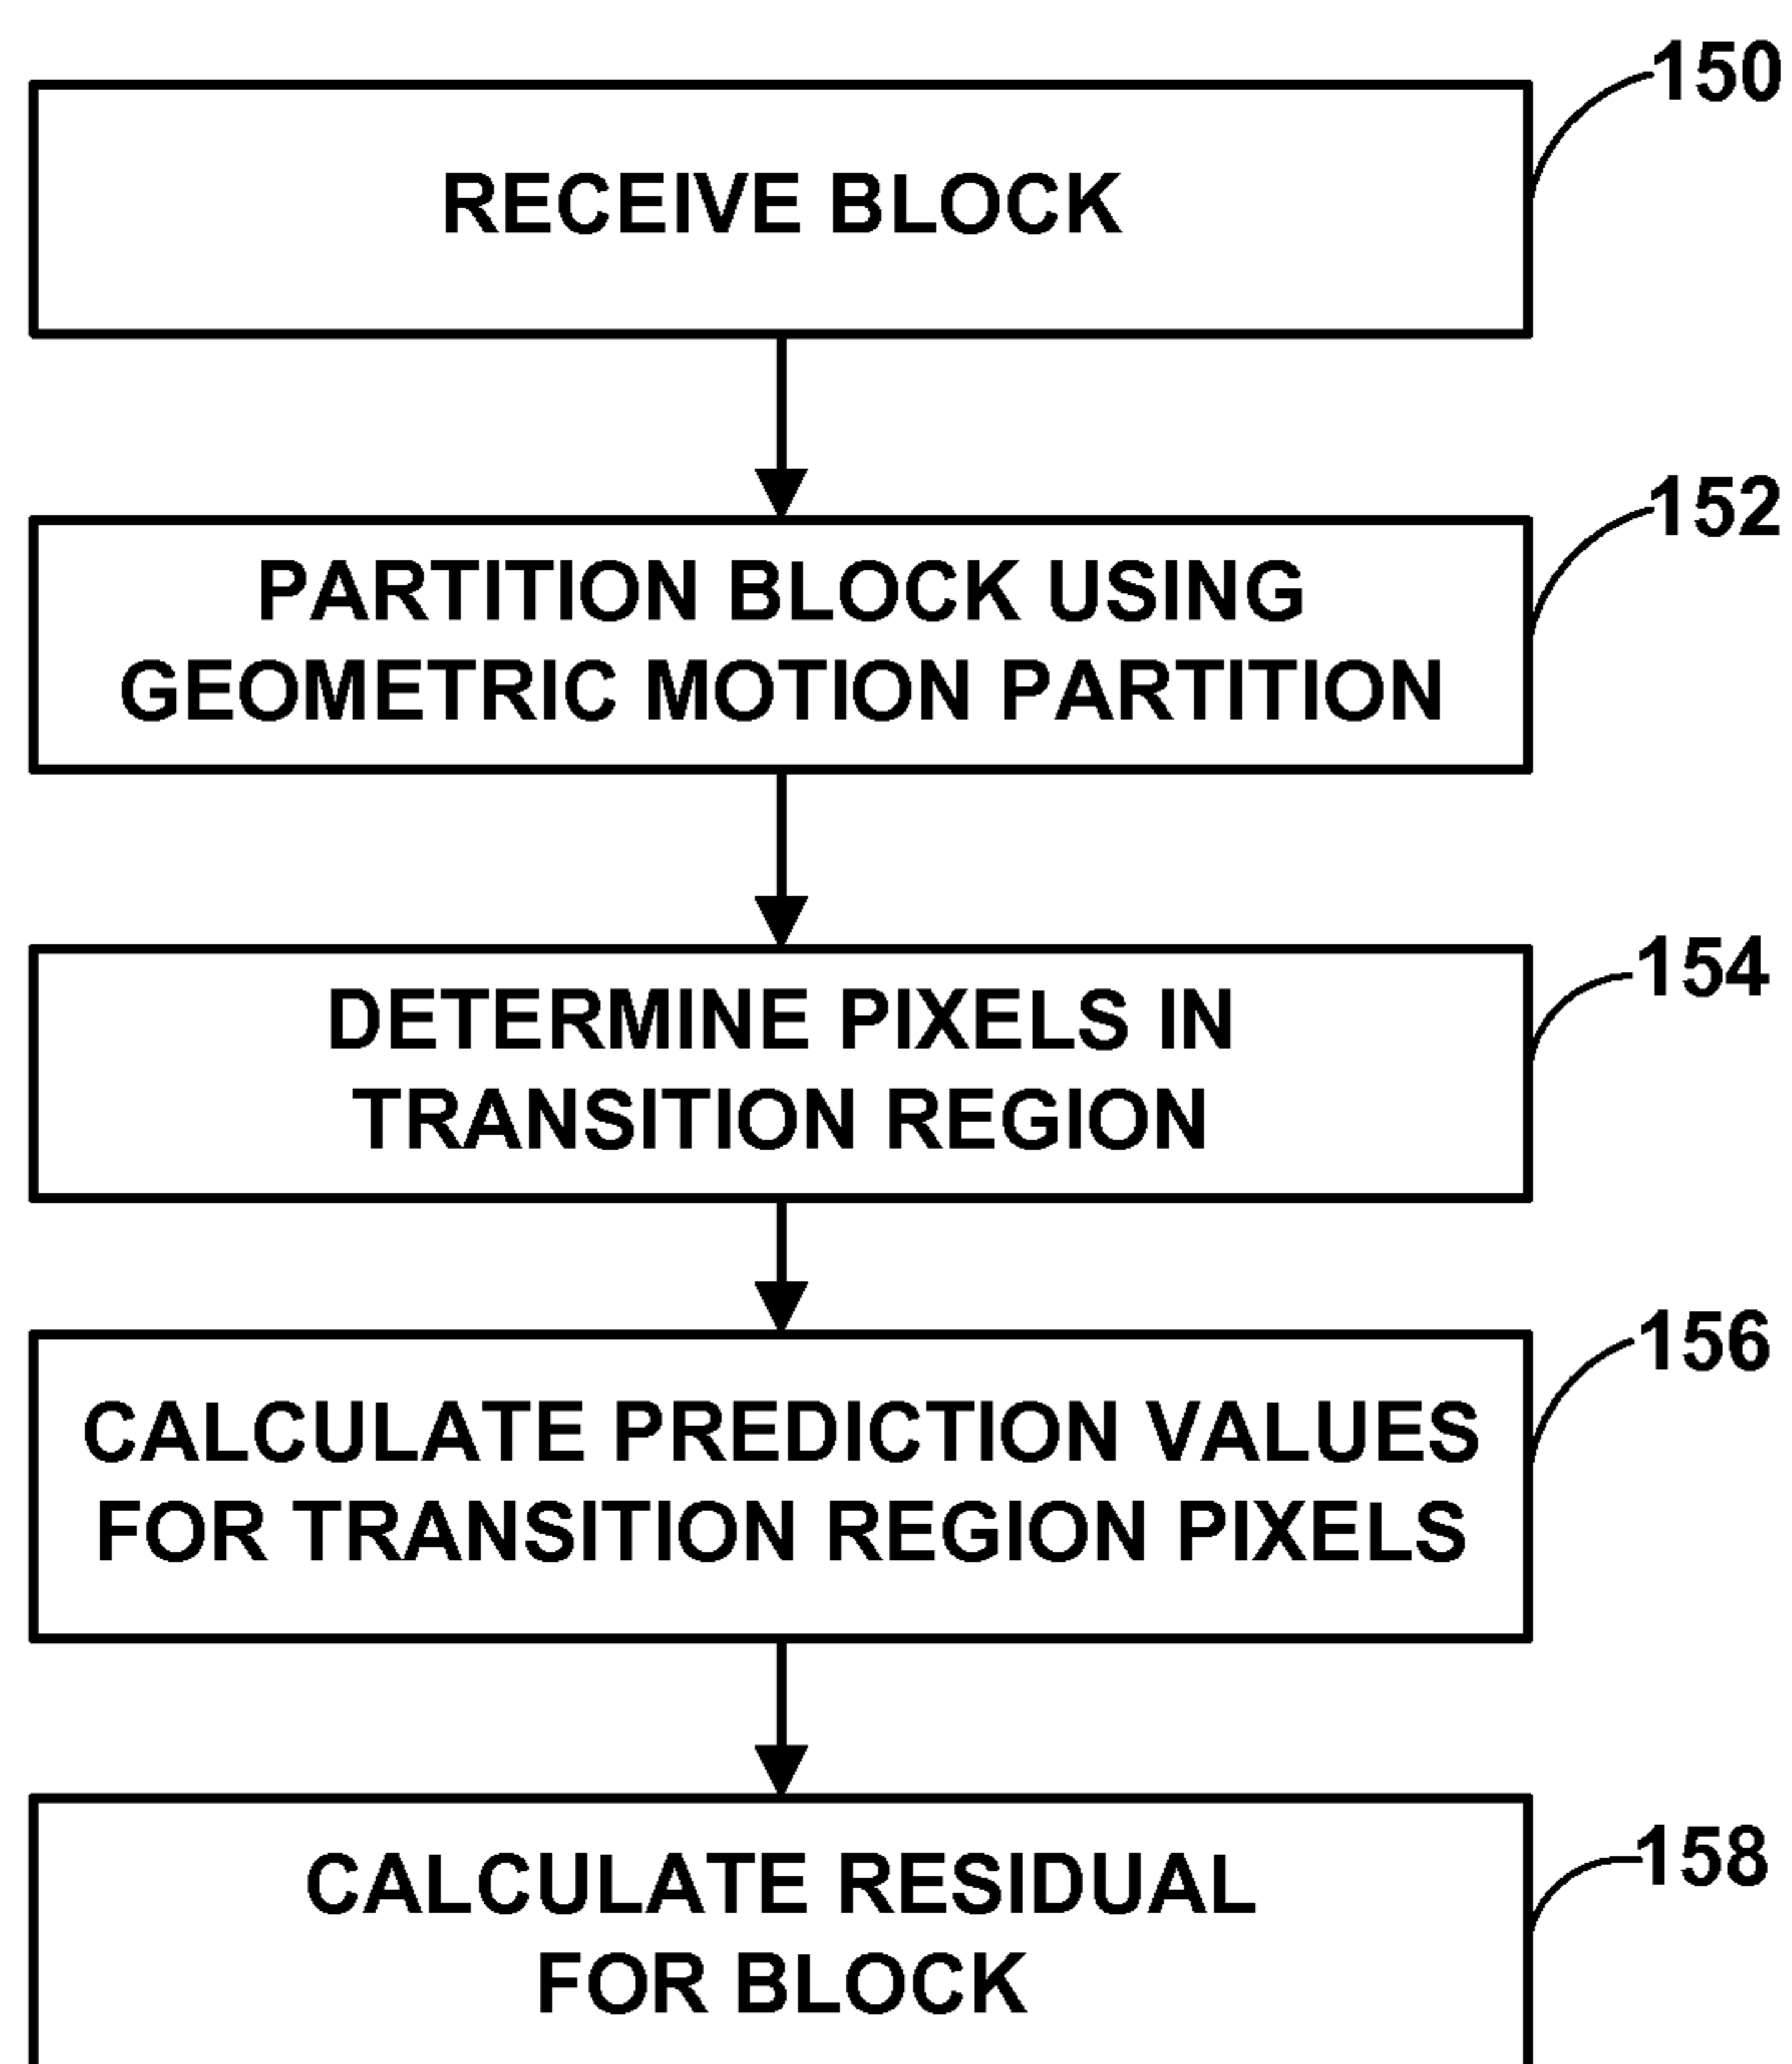 150
RECEIVE BLOCK
152
PARTITION BLOCK USING
GEOMETRIC MOTION PARTITION
154
DETERMINE PIXELS IN
TRANSITION REGION
156
CALCULATE PREDICTION VALUES
FOR TRANSITION REGION PIXELS
158
CALCULATE RESIDUAL
FOR BLOCK